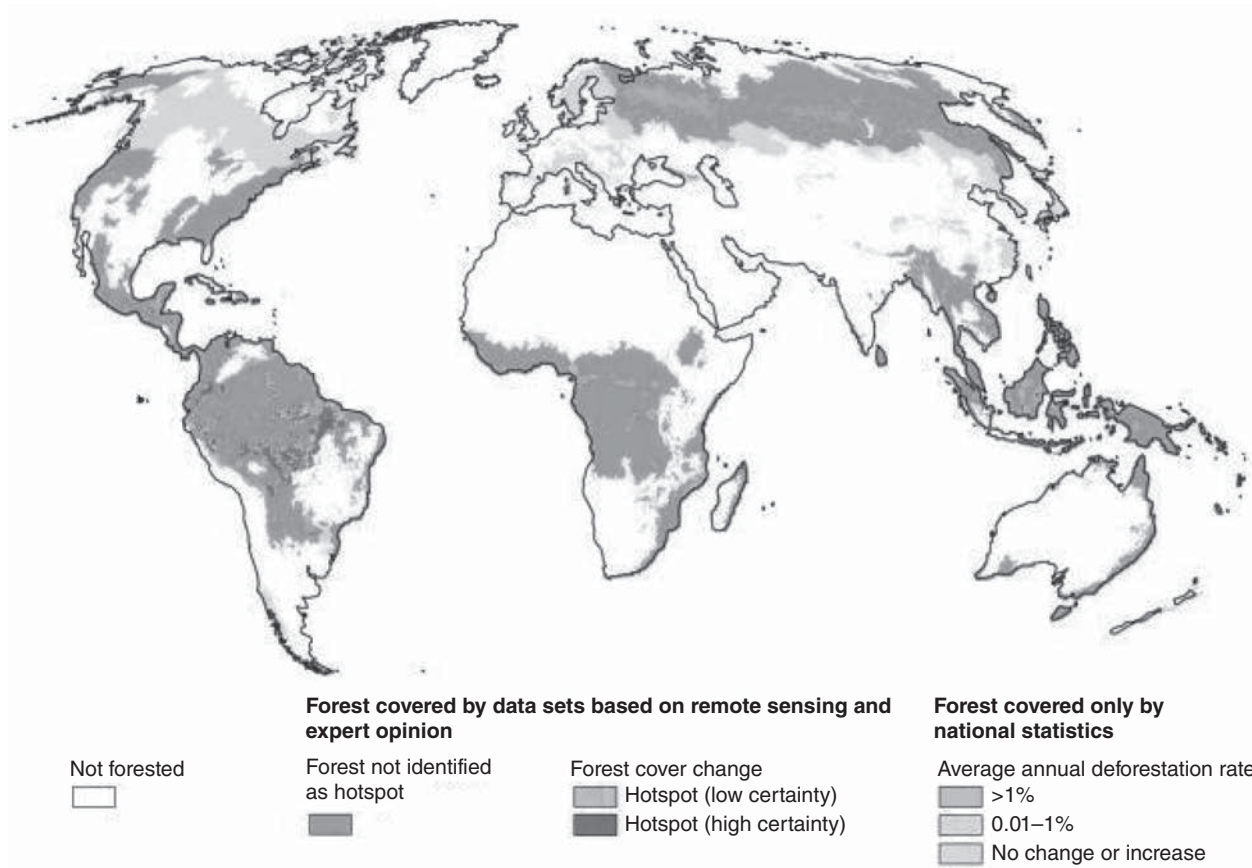 Forest covered by data sets based on remote sensing and
expert opinion
Forest covered only by
national statistics
Not forested
Forest not identified
as hotspot
Forest cover change
Hotspot (low certainty)
Hotspot (high certainty)
Average annual deforestation rate
>1%
0.01–1%
No change or increase